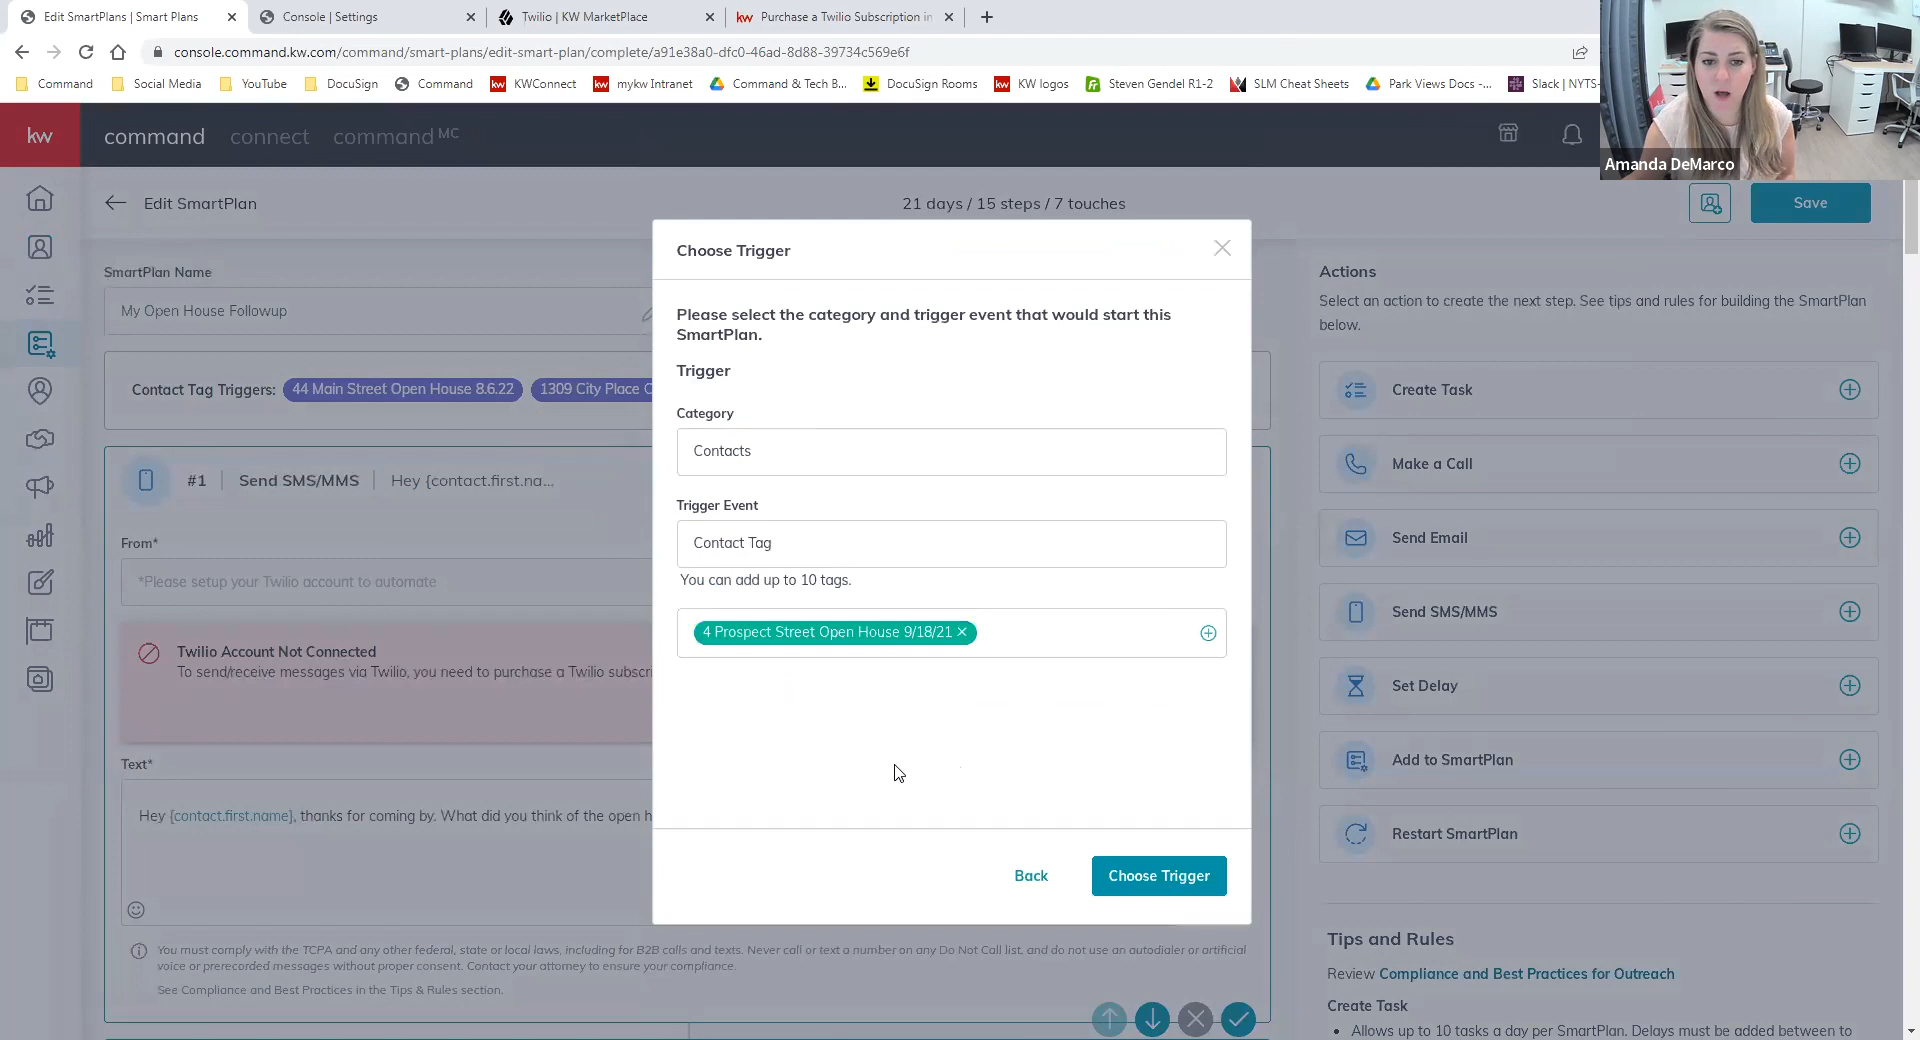 Edit SmartPlans | Smart Plans
Console | Settings
Twilio | KW MarketPlace
kw Purchase a Twilio Subscription in
console.command.kw.com/command/smart-plans/edit-smart-plan/complete/a91e38a0-dfc0-46ad-8d88-39734c569e6f
Command
Social Media
YouTube
DocuSign
Command
kw KWConnect
kw mykw Intranet
Command & Tech B...
DocuSign Rooms
kw KW logos
Steven Gendel R1-2
SLM Cheat Sheets
Park Views Docs -...
Slack | NYTS-
Amanda DeMarco
kw
command
connect
command MC
Edit SmartPlan
21 days / 15 steps / 7 touches
Save
SmartPlan Name
My Open House Followup
Contact Tag Triggers: 44 Main Street Open House 8.6.22 1309 City Place O
#1 Send SMS/MMS Hey {contact.first.na...
From*
*Please setup your Twilio account to automate
Twilio Account Not Connected
To send/receive messages via Twilio, you need to purchase a Twilio subscri
Text*
Hey {contact.first.name}, thanks for coming by. What did you think of the open h
You must comply with the TCPA and any other federal, state or local laws, including for B2B calls and texts. Never call or text a number on any Do Not Call list, and do not use an autodialer or artificial
voice or prerecorded messages without proper consent. Contact your attorney to ensure your compliance.
See Compliance and Best Practices in the Tips & Rules section.
Choose Trigger
Please select the category and trigger event that would start this
SmartPlan.
Trigger
Category
Contacts
Trigger Event
Contact Tag
You can add up to 10 tags.
4 Prospect Street Open House 9/18/21
Back
Choose Trigger
Actions
Select an action to create the next step. See tips and rules for building the SmartPlan
below.
Create Task
Make a Call
Send Email
Send SMS/MMS
Set Delay
Add to SmartPlan
Restart SmartPlan
Tips and Rules
Review Compliance and Best Practices for Outreach
Create Task
• Allows up to 10 tasks a day per SmartPlan. Delays must be added between to